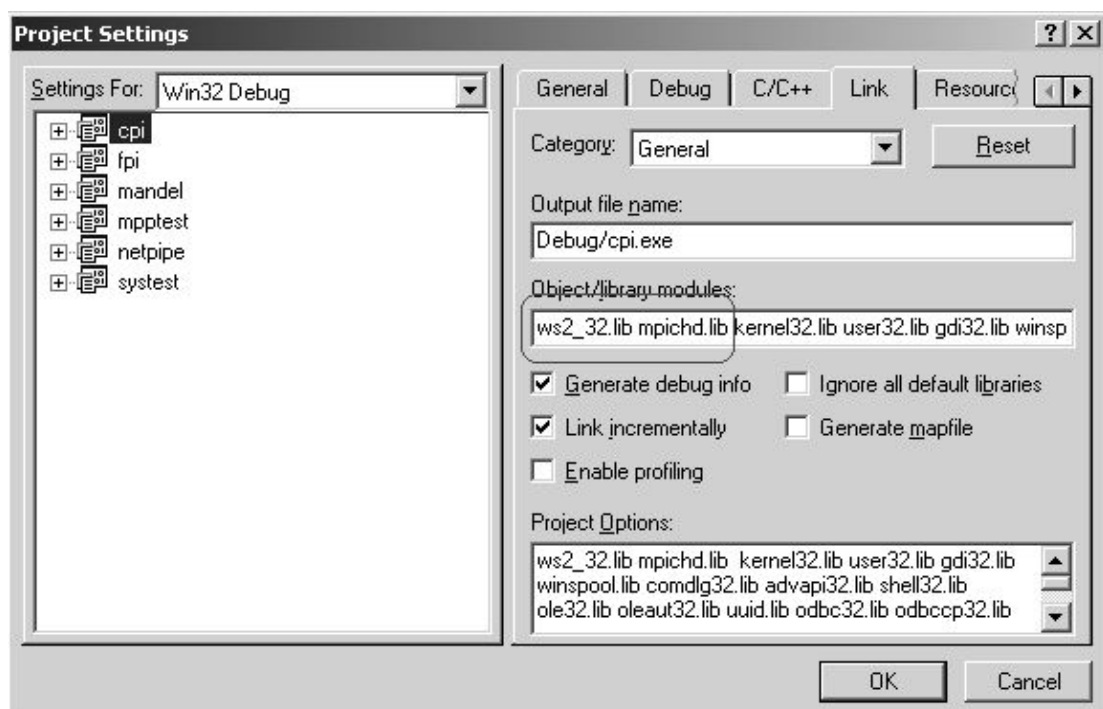 Project Settings
Settings For: Win32 Debug
cpi
fpi
mandel
mpptest
netpipe
systest
General Debug C/C++ Link Resourc
Category: General Reset
Output file name:
Debug/cpi.exe
Object/library modules:
ws2_32.lib mpichd.lib kernel32.lib user32.lib gdi32.lib winsp
Generate debug info Ignore all default libraries
Link incrementally Generate mapfile
Enable profiling
Project Options:
ws2_32.lib mpichd.lib kernel32.lib user32.lib gdi32.lib
winspool.lib comdlg32.lib advapi32.lib shell32.lib
ole32.lib oleaut32.lib uuid.lib odbc32.lib odbccp32.lib
OK Cancel